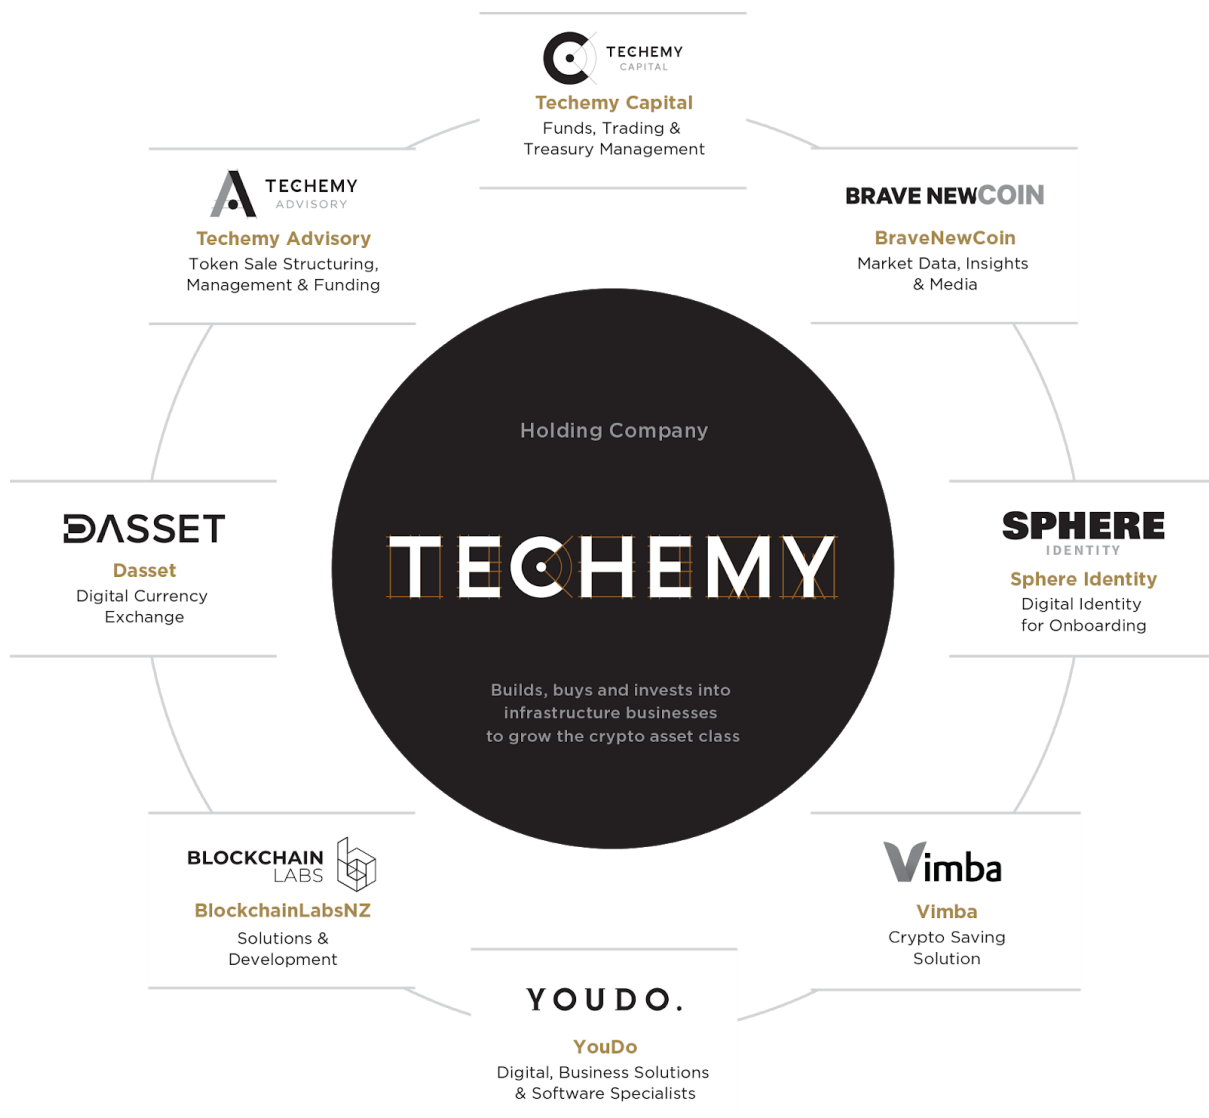 TECHEMY
CAPITAL
Techemy Capital
Funds, Trading &
Treasury Management
TECHEMY
ADVISORY
Techemy Advisory
Token Sale Structuring,
Management & Funding
BRAVE NEWCOIN
BraveNewCoin
Market Data, Insights
& Media
Holding Company
TECHEMY
Builds, buys and invests into
infrastructure businesses
to grow the crypto asset class
DASSET
Dasset
Digital Currency
Exchange
SPHERE
IDENTITY
Sphere Identity
Digital Identity
for Onboarding
BLOCKCHAIN
LABS
BlockchainLabsNZ
Solutions &
Development
Vimba
Vimba
Crypto Saving
Solution
YOUDO.
YouDo
Digital, Business Solutions
& Software Specialists